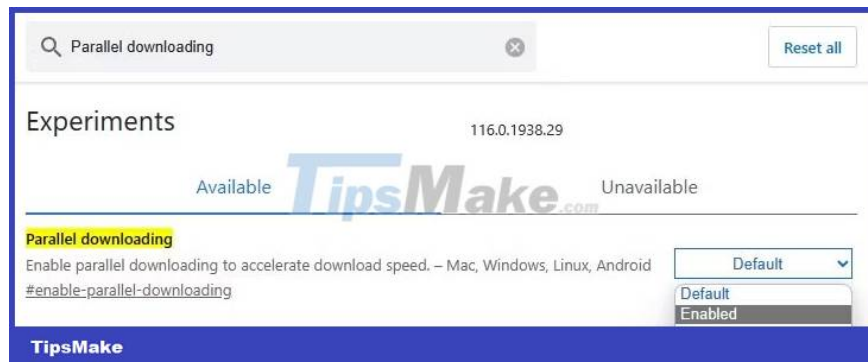 Parallel downloading
Reset all
Experiments
116.0.1938.29
Available
Unavailable
TipsMake.com
Parallel downloading
Enable parallel downloading to accelerate download speed. – Mac, Windows, Linux, Android
#enable-parallel-downloading
Default
Default
Enabled
TipsMake